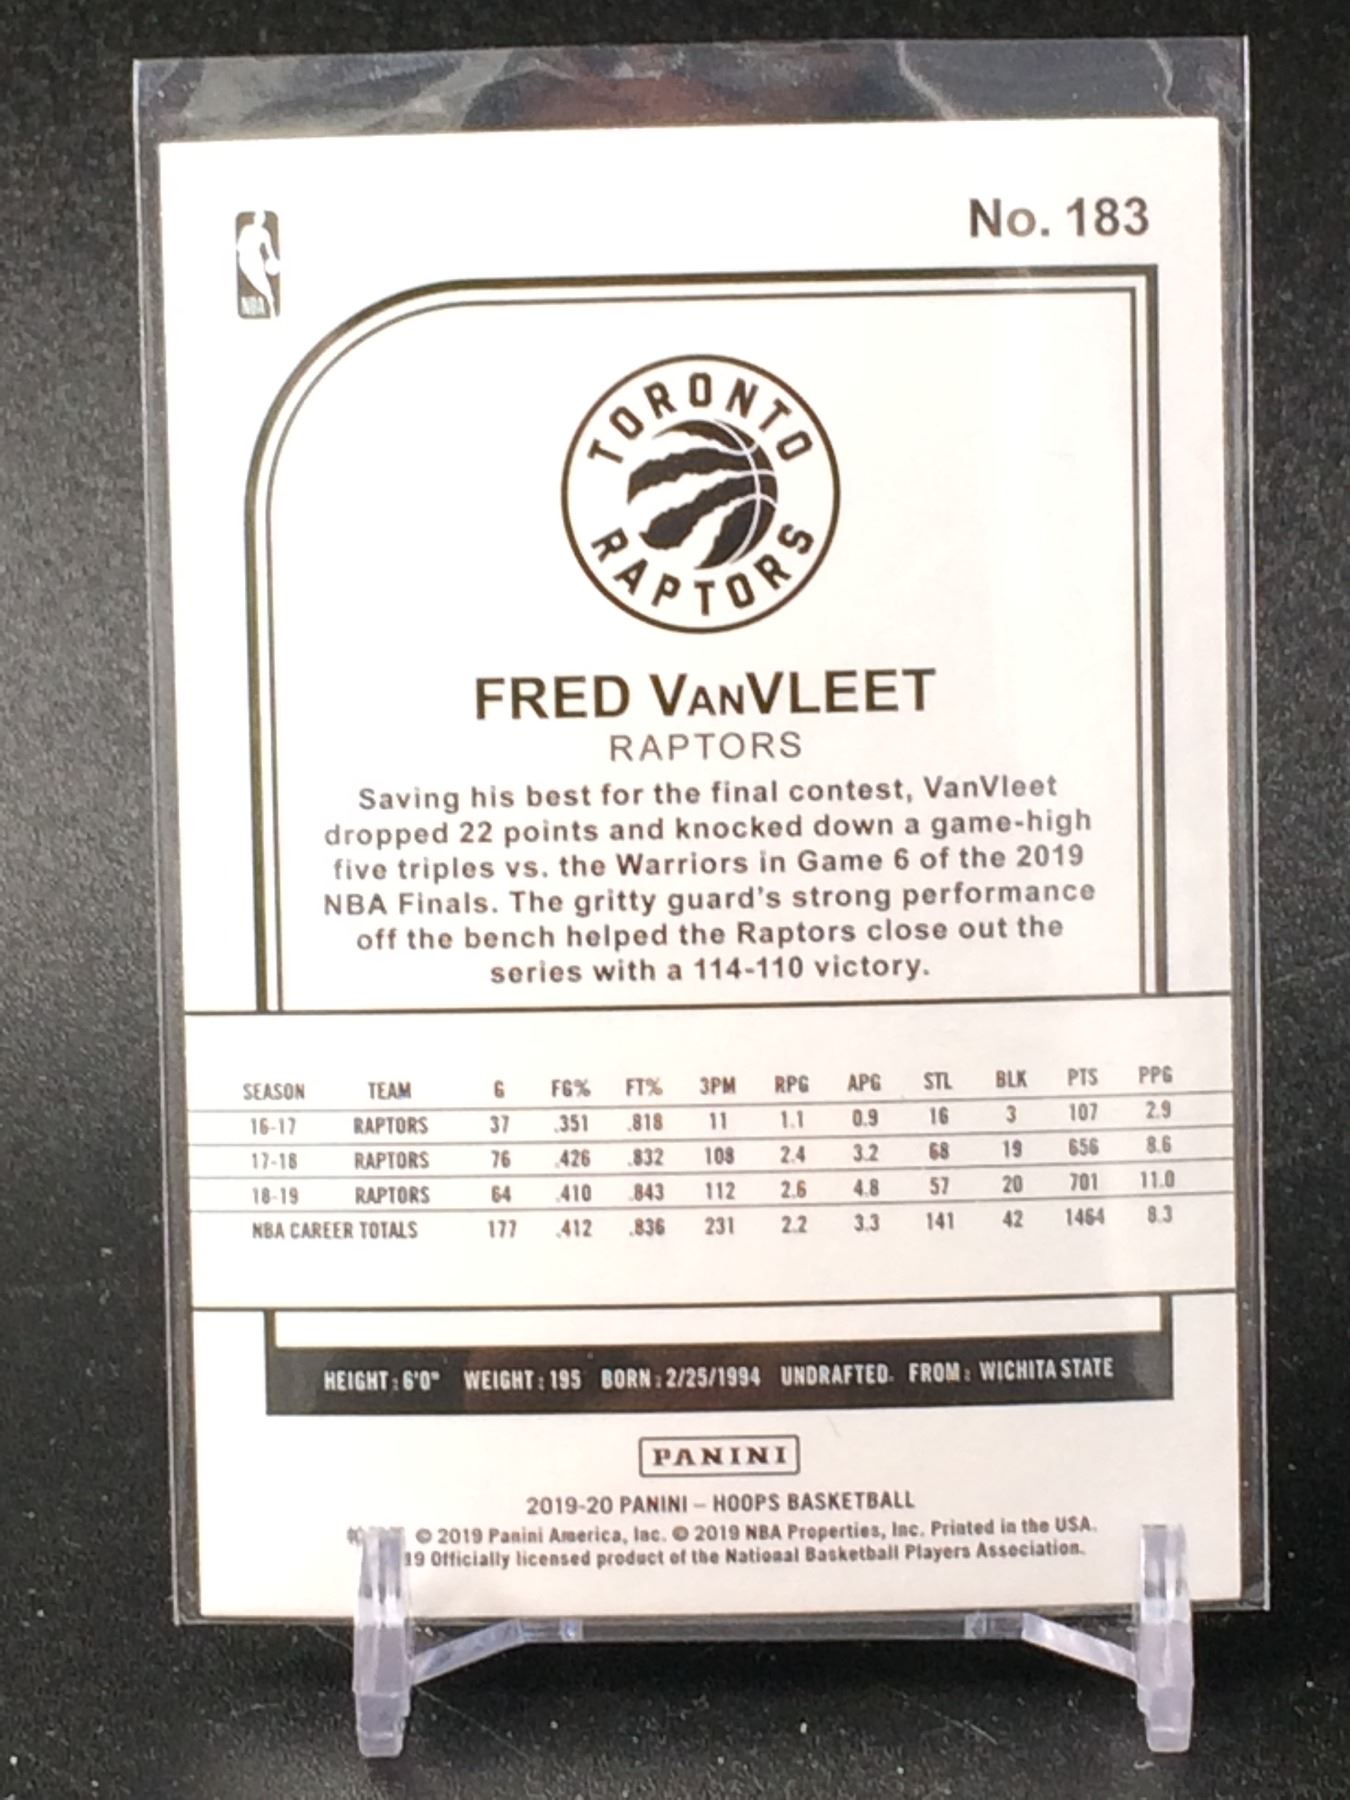 No. 183
NBA
TORONTO
RAPTORS
FRED VANVLEET
RAPTORS
Saving his best for the final contest, VanVleet
dropped 22 points and knocked down a game-high
five triples vs. the Warriors in Game 6 of the 2019
NBA Finals. The gritty guard's strong performance
off the bench helped the Raptors close out the
series with a 114-110 victory.
SEASON TEAM G FG% FT% 3PM RPG APG STL BLK PTS PPG
16-17 RAPTORS 37 .351 .818 11 1.1 0.9 16 3 107 2.9
17-18 RAPTORS 76 .426 .832 108 2.4 3.2 68 19 656 8.6
18-19 RAPTORS 64 .410 .843 112 2.6 4.8 57 20 701 11.0
NBA CAREER TOTALS 177 .412 .836 231 2.2 3.3 141 42 1464 8.3
HEIGHT: 6'0" WEIGHT: 195 BORN: 2/25/1994 UNDRAFTED. FROM: WICHITA STATE
PANINI
2019-20 PANINI – HOOPS BASKETBALL
© 2019 Panini America, Inc. © 2019 NBA Properties, Inc. Printed in the USA.
19 Officially licensed product of the National Basketball Players Association.